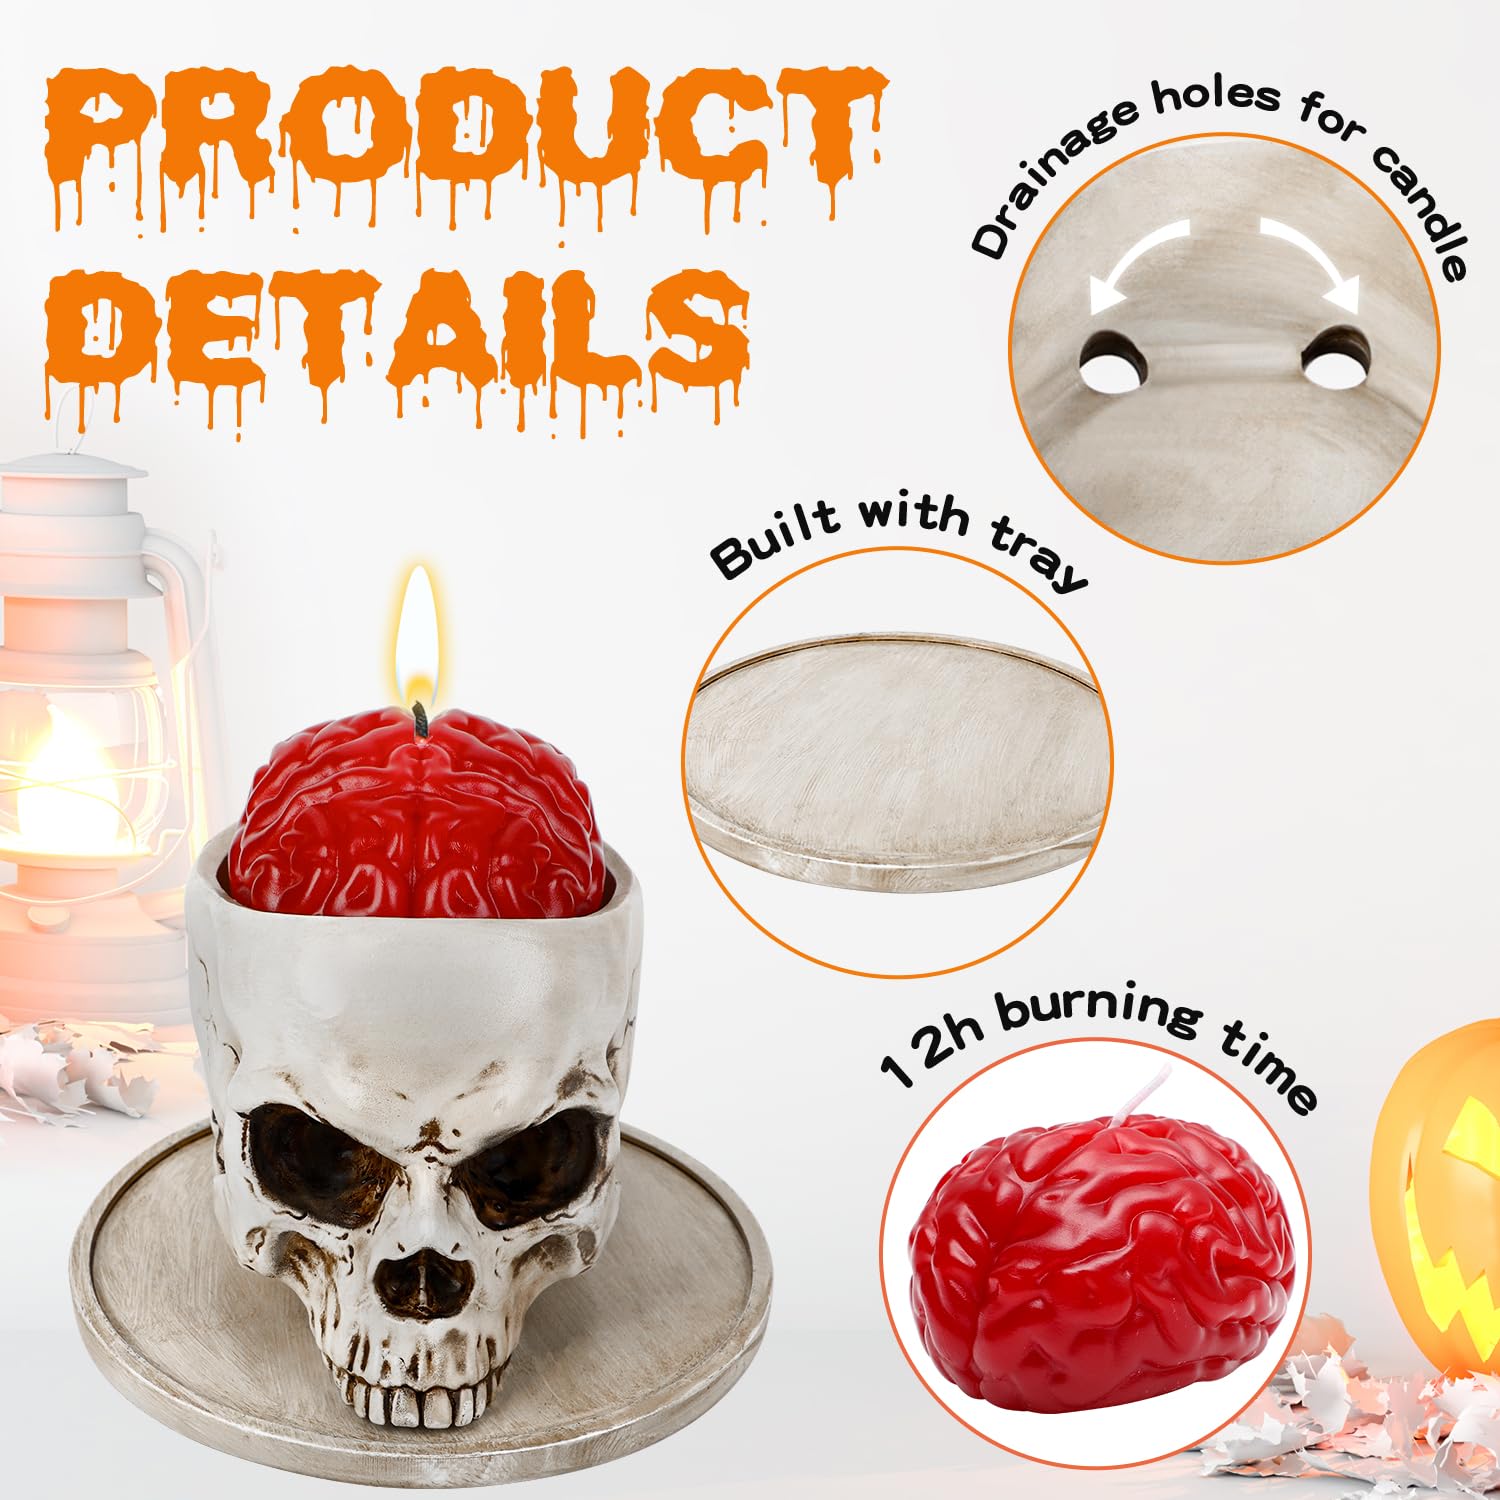 PRODUCT
DETAILS
Drainage holes for candle
Built with tray
12h burning time